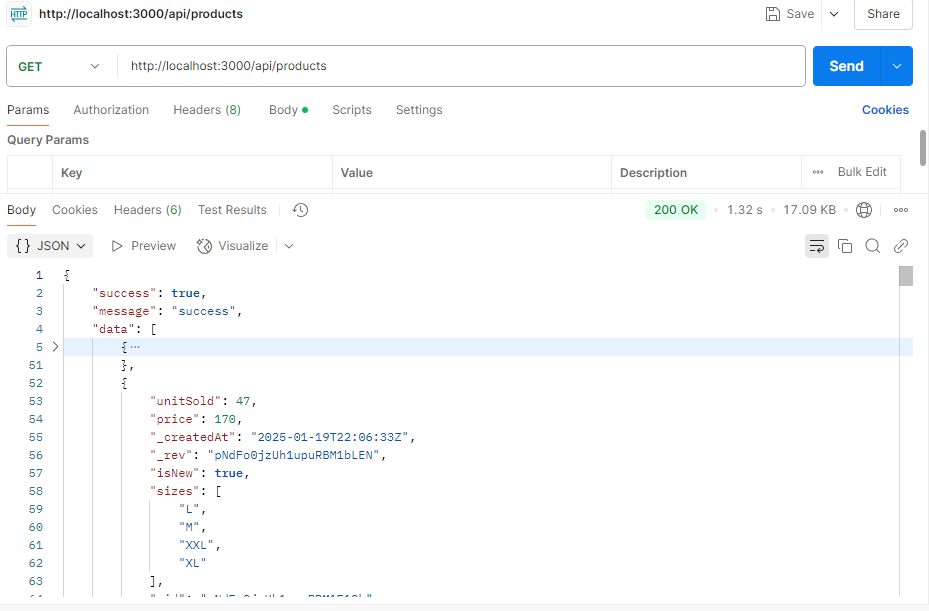 HTTP http://localhost:3000/api/products Save Share
GET http://localhost:3000/api/products Send
Params Authorization Headers (8) Body Scripts Settings Cookies
Query Params
Key Value Description Bulk Edit
Body Cookies Headers (6) Test Results 200 OK 1.32 s 17.09 KB
{} JSON Preview Visualize
1 {
2 "success": true,
3 "message": "success",
4 "data": [
5 {
51 },
52 {
53 "unitSold": 47,
54 "price": 170,
55 "_createdAt": "2025-01-19T22:06:33Z",
56 "_rev": "pNdFo0jzUh1upuRBM1bLEN",
57 "isNew": true,
58 "sizes": [
59 "L",
60 "M",
61 "XXL",
62 "XL"
63 ],